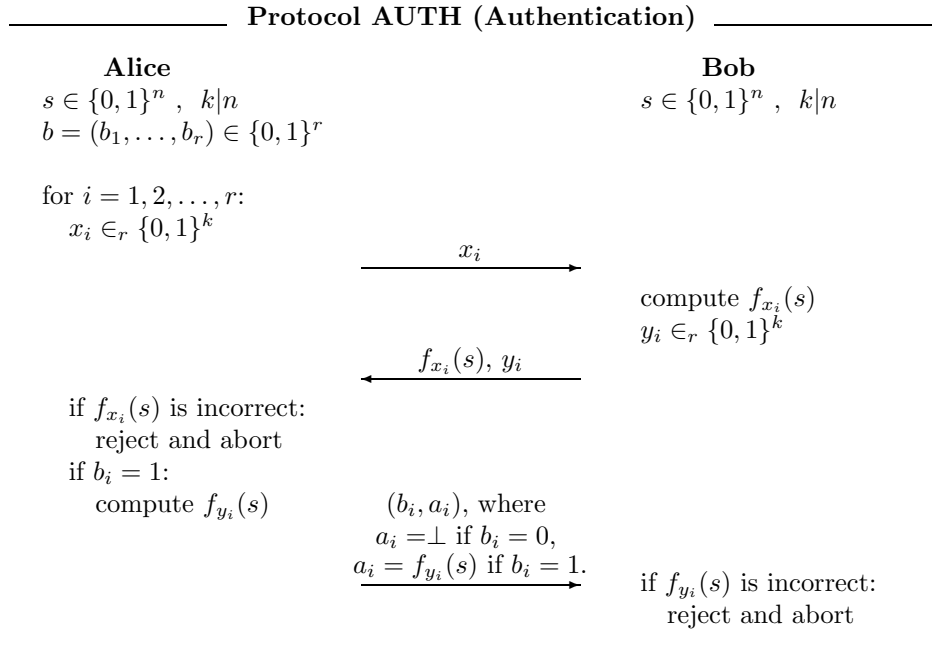 Protocol AUTH (Authentication)
Alice Bob
s ∈ {0, 1}^n , k|n s ∈ {0, 1}^n , k|n
b = (b_1, . . . , b_r) ∈ {0, 1}^r
for i = 1, 2, . . . , r:
x_i ∈_r {0, 1}^k
x_i
compute f_{x_i}(s)
y_i ∈_r {0, 1}^k
f_{x_i}(s), y_i
if f_{x_i}(s) is incorrect:
reject and abort
if b_i = 1:
compute f_{y_i}(s) (b_i, a_i), where
a_i =⊥ if b_i = 0,
a_i = f_{y_i}(s) if b_i = 1.
if f_{y_i}(s) is incorrect:
reject and abort